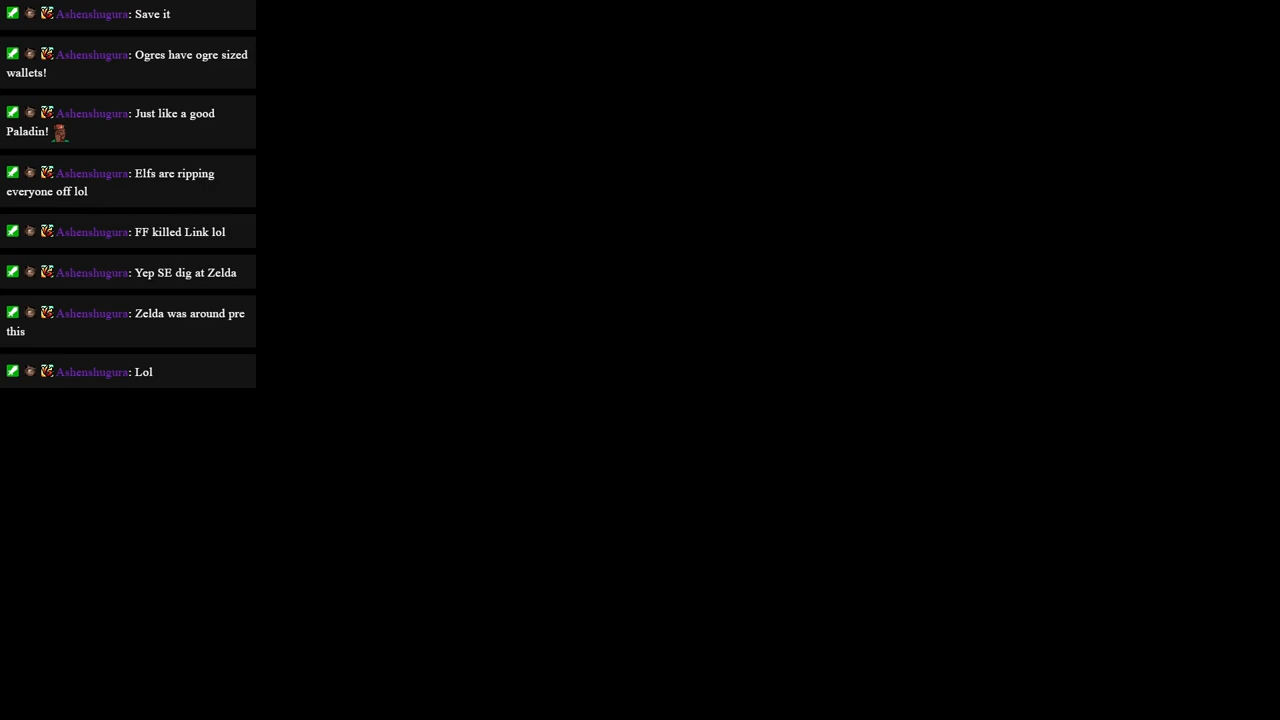 Ashenshugura: Save it
Ashenshugura: Ogres have ogre sized
wallets!
Ashenshugura: Just like a good
Paladin!
Ashenshugura: Elfs are ripping
everyone off lol
Ashenshugura: FF killed Link lol
Ashenshugura: Yep SE dig at Zelda
Ashenshugura: Zelda was around pre
this
Ashenshugura: Lol